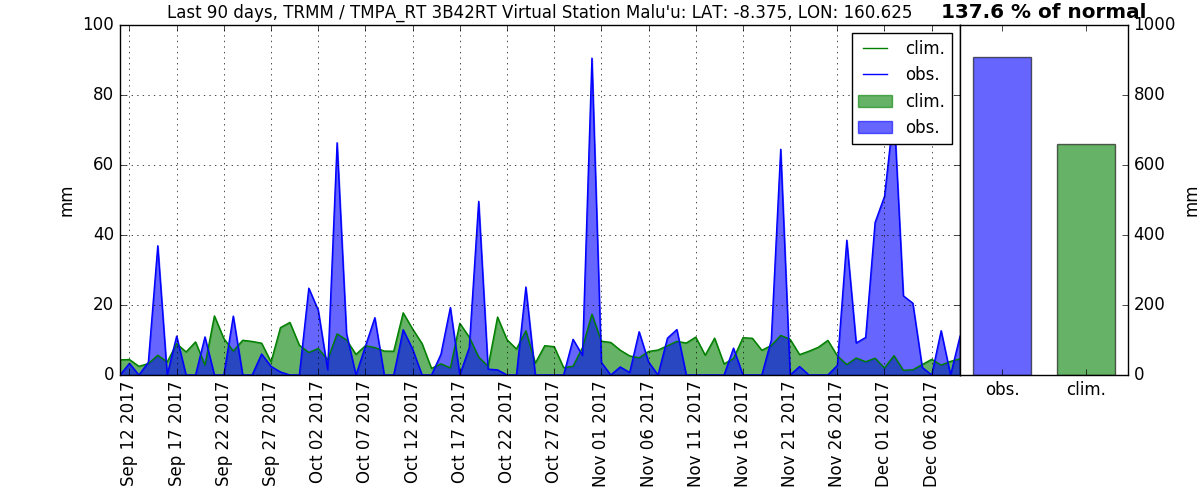 Last 90 days, TRMM / TMPA_RT 3B42RT Virtual Station Malu'u: LAT: -8.375, LON: 160.625
137.6 % of normal
100
80
60
40
20
0
mm
clim.
obs.
clim.
obs.
1000
800
600
400
200
0
mm
Sep 12 2017
Sep 17 2017
Sep 22 2017
Sep 27 2017
Oct 02 2017
Oct 07 2017
Oct 12 2017
Oct 17 2017
Oct 22 2017
Oct 27 2017
Nov 01 2017
Nov 06 2017
Nov 11 2017
Nov 16 2017
Nov 21 2017
Nov 26 2017
Dec 01 2017
Dec 06 2017
obs.
clim.